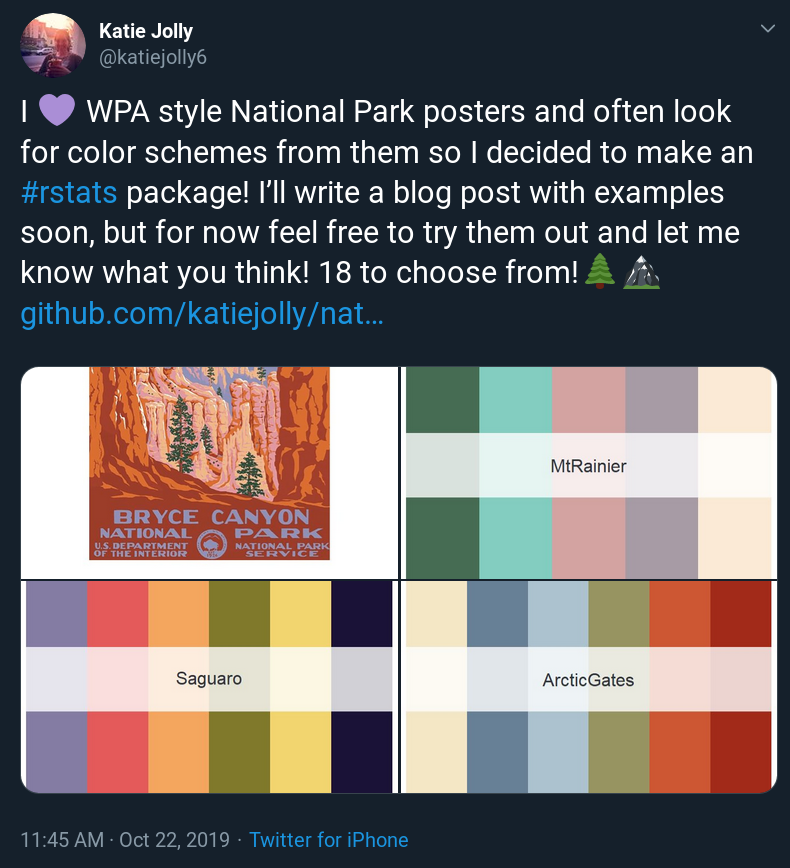 Katie Jolly
@katiejolly6
I 💜 WPA style National Park posters and often look
for color schemes from them so I decided to make an
#rstats package! I’ll write a blog post with examples
soon, but for now feel free to try them out and let me
know what you think! 18 to choose from!🌲⛰️
github.com/katiejolly/nat…
BRYCE CANYON
NATIONAL PARK
U.S. DEPARTMENT NATIONAL PARK
OF THE INTERIOR SERVICE
MtRainier
Saguaro
ArcticGates
11:45 AM · Oct 22, 2019 · Twitter for iPhone